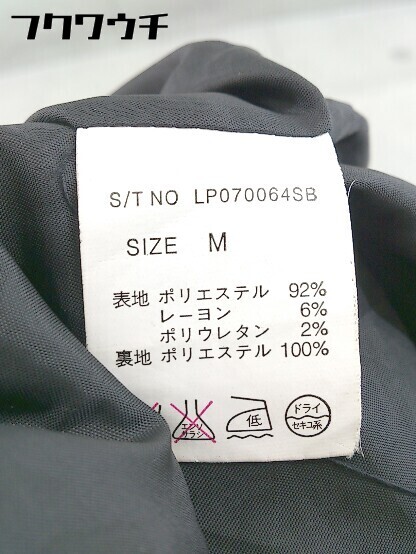 フクワウチ
S/T NO LP070064SB
SIZE M
表地 ポリエステル 92%
レーヨン 6%
ポリウレタン 2%
裏地 ポリエステル 100%
エンソ サラシ 低 ドライ セキユ系